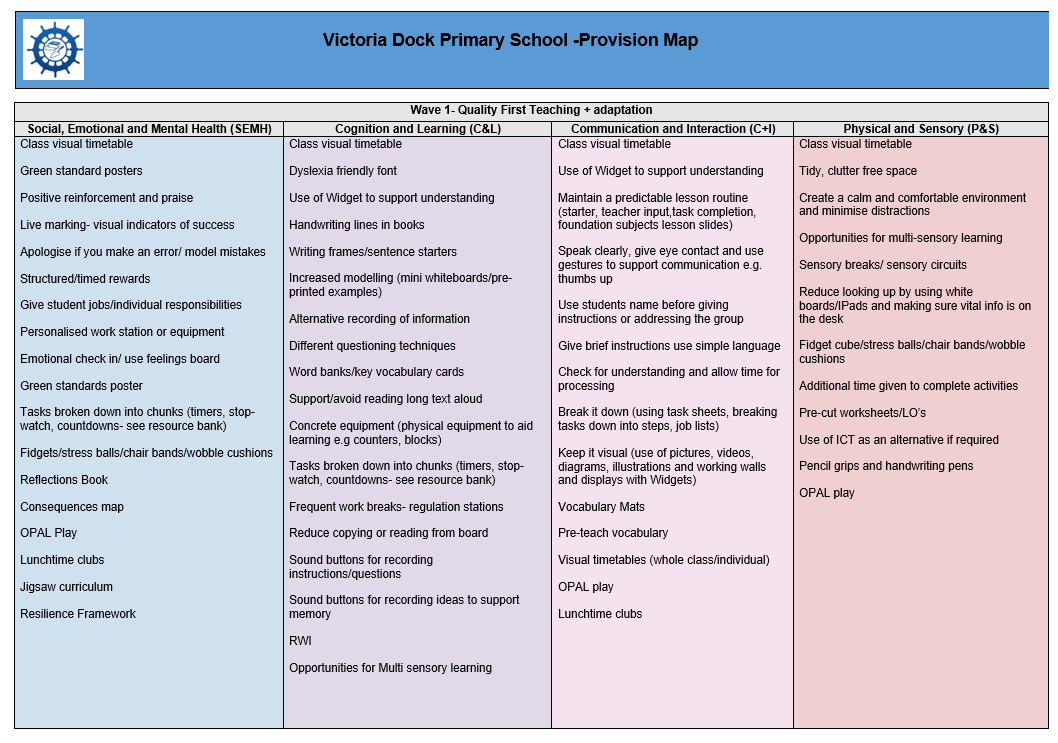 Victoria Dock Primary School -Provision Map
Wave 1- Quality First Teaching + adaptation
Social, Emotional and Mental Health (SEMH)
Class visual timetable
Green standard posters
Positive reinforcement and praise
Live marking- visual indicators of success
Apologise if you make an error/ model mistakes
Structured/timed rewards
Give student jobs/individual responsibilities
Personalised work station or equipment
Emotional check in/ use feelings board
Green standards poster
Tasks broken down into chunks (timers, stop-
watch, countdowns- see resource bank)
Fidgets/stress balls/chair bands/wobble cushions
Reflections Book
Consequences map
OPAL Play
Lunchtime clubs
Jigsaw curriculum
Resilience Framework
Cognition and Learning (C&L)
Class visual timetable
Dyslexia friendly font
Use of Widget to support understanding
Handwriting lines in books
Writing frames/sentence starters
Increased modelling (mini whiteboards/pre-
printed examples)
Alternative recording of information
Different questioning techniques
Word banks/key vocabulary cards
Support/avoid reading long text aloud
Concrete equipment (physical equipment to aid
learning e.g counters, blocks)
Tasks broken down into chunks (timers, stop-
watch, countdowns- see resource bank)
Frequent work breaks- regulation stations
Reduce copying or reading from board
Sound buttons for recording
instructions/questions
Sound buttons for recording ideas to support
memory
RWI
Opportunities for Multi sensory learning
Communication and Interaction (C+I)
Class visual timetable
Use of Widget to support understanding
Maintain a predictable lesson routine
(starter, teacher input,task completion,
foundation subjects lesson slides)
Speak clearly, give eye contact and use
gestures to support communication e.g.
thumbs up
Use students name before giving
instructions or addressing the group
Give brief instructions use simple language
Check for understanding and allow time for
processing
Break it down (using task sheets, breaking
tasks down into steps, job lists)
Keep it visual (use of pictures, videos,
diagrams, illustrations and working walls
and displays with Widgets)
Vocabulary Mats
Pre-teach vocabulary
Visual timetables (whole class/individual)
OPAL play
Lunchtime clubs
Physical and Sensory (P&S)
Class visual timetable
Tidy, clutter free space
Create a calm and comfortable environment
and minimise distractions
Opportunities for multi-sensory learning
Sensory breaks/ sensory circuits
Reduce looking up by using white
boards/IPads and making sure vital info is on
the desk
Fidget cube/stress balls/chair bands/wobble
cushions
Additional time given to complete activities
Pre-cut worksheets/LO's
Use of ICT as an alternative if required
Pencil grips and handwriting pens
OPAL play